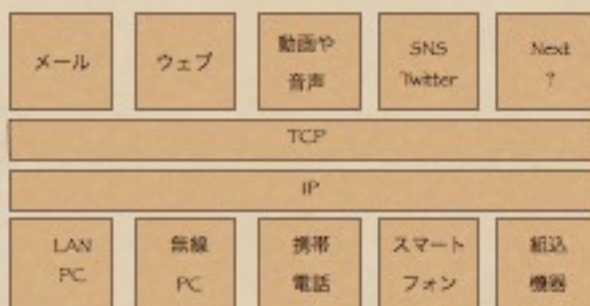 メール
ウェブ
動画や
音声
SNS
Twitter
Next
?
TCP
IP
LAN
PC
無線
PC
携帯
電話
スマート
フォン
組込
機器